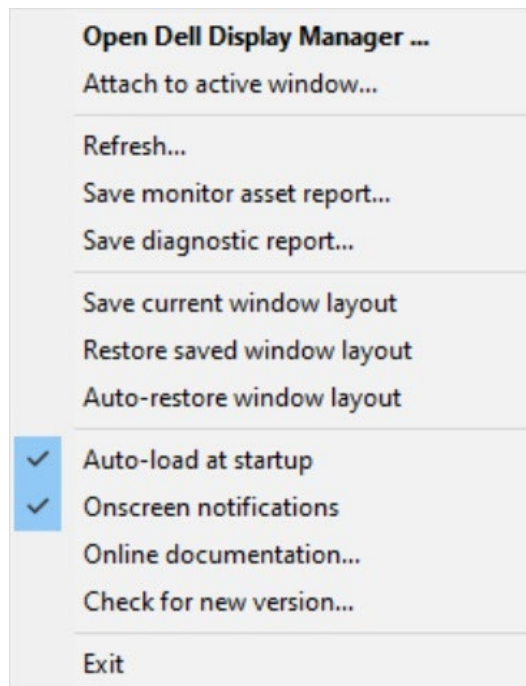 Open Dell Display Manager ...
Attach to active window...
Refresh...
Save monitor asset report...
Save diagnostic report...
Save current window layout
Restore saved window layout
Auto-restore window layout
Auto-load at startup
Onscreen notifications
Online documentation...
Check for new version...
Exit